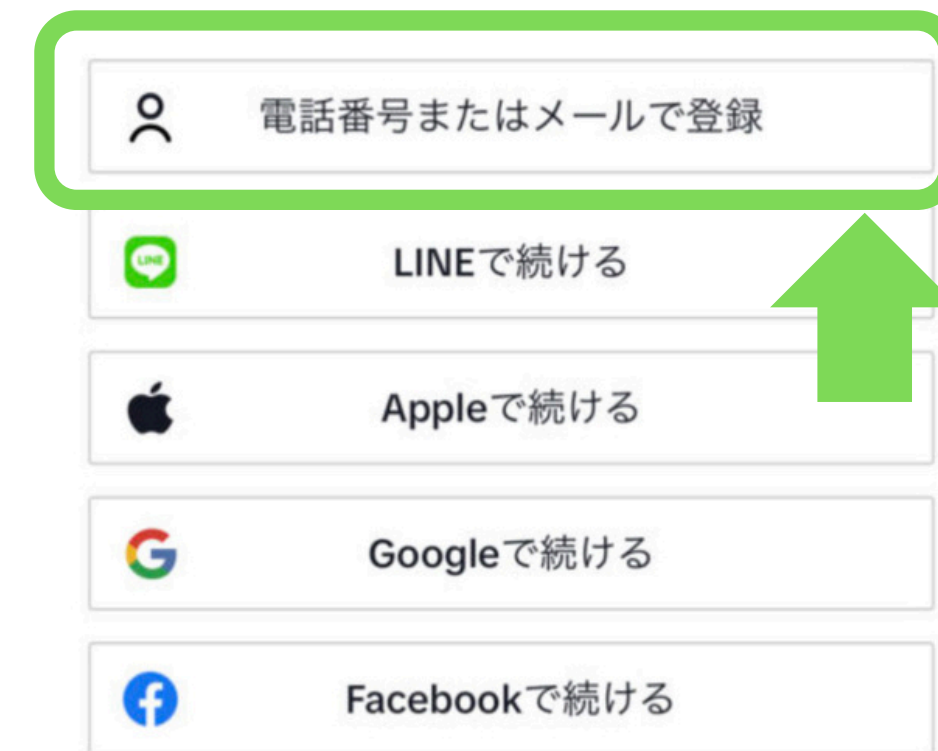 電話番号またはメールで登録
LINE
LINEで続ける
Appleで続ける
Googleで続ける
Facebookで続ける